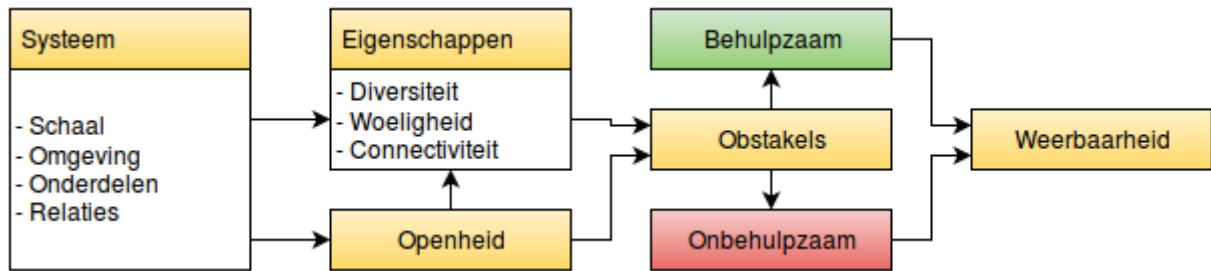 Systeem
- Schaal
- Omgeving
- Onderdelen
- Relaties
Eigenschappen
- Diversiteit
- Woeligheid
- Connectiviteit
Openheid
Behulpzaam
Obstakels
Onbehulpzaam
Weerbaarheid